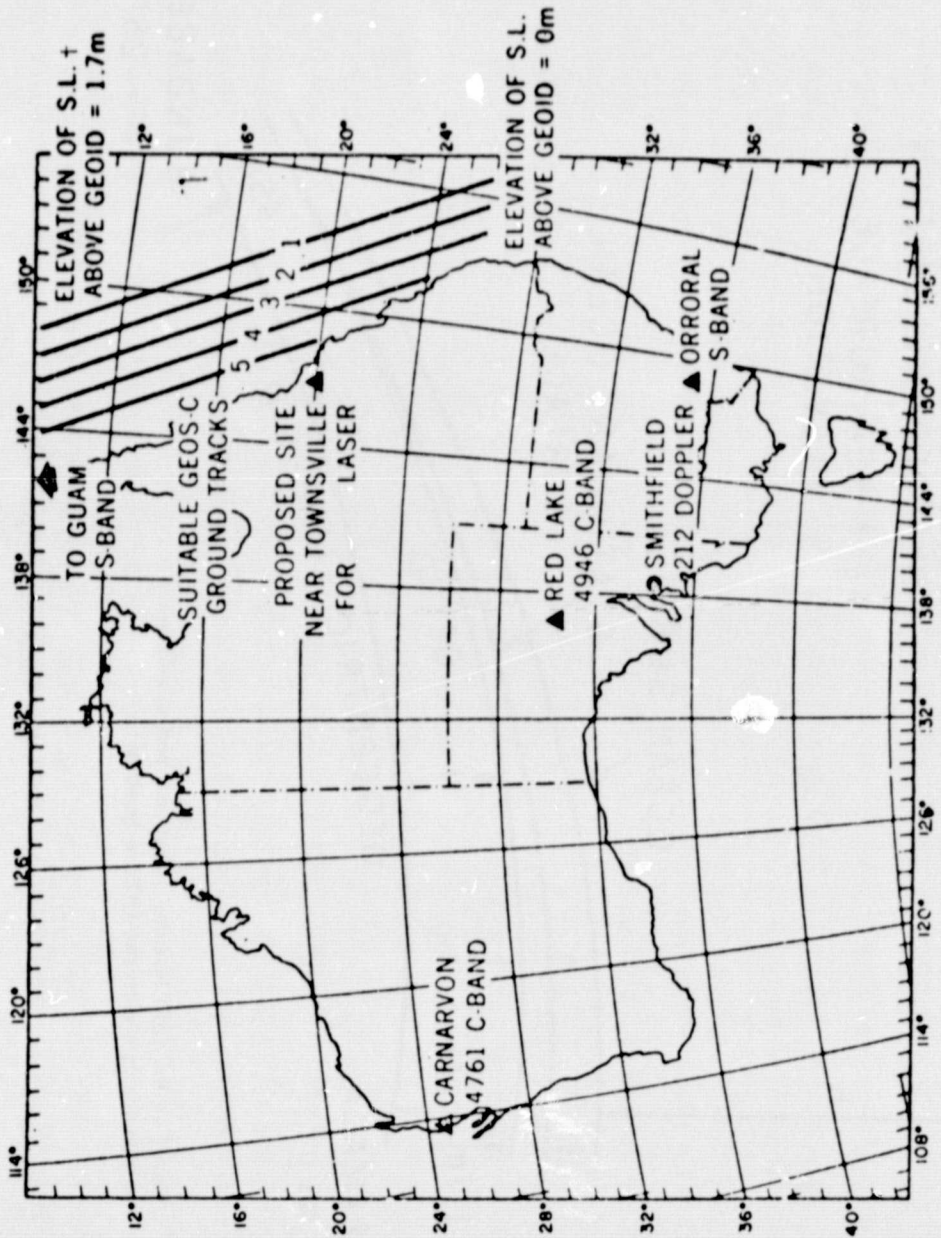 ELEVATION OF S.L.†
ABOVE GEOID = 1.7m
114°
120°
126°
132°
138°
144°
150°
TO GUAM
S-BAND
SUITABLE GEOS-C
GROUND TRACKS
5
4
3
2
1
PROPOSED SITE
NEAR TOWNSVILLE
FOR LASER
ELEVATION OF S.L.
ABOVE GEOID = 0m
CARNARVON
4761 C-BAND
RED LAKE
4946 C-BAND
SMITHFIELD
212 DOPPLER
ORRORAL
S-BAND
12°
16°
20°
24°
28°
32°
36°
40°
12°
16°
20°
24°
32°
36°
40°
108°
114°
120°
126°
132°
138°
144°
150°
156°